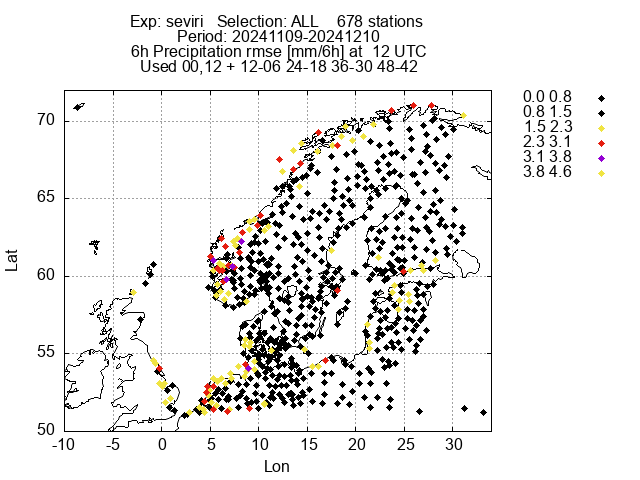 Exp: seviri   Selection: ALL    678 stations
Period: 20241109-20241210
6h Precipitation rmse [mm/6h] at  12 UTC
Used 00,12 + 12-06 24-18 36-30 48-42
0.0 0.8
0.8 1.5
1.5 2.3
2.3 3.1
3.1 3.8
3.8 4.6
70
65
60
55
50
Lat
-10 -5 0 5 10 15 20 25 30
Lon